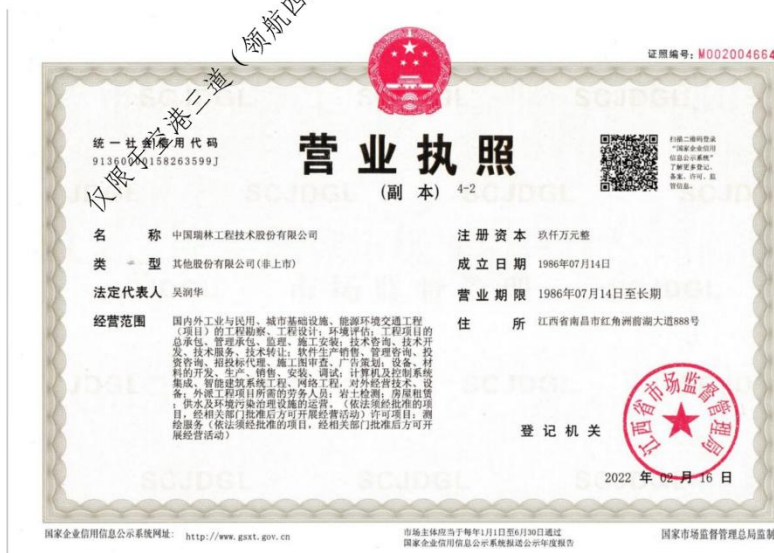 仅限于空港三道（领航四
证照编号：M002004664
统一社会信用代码
营业执照
扫描二维码登录
“国家企业信用
信息公示系统”
了解更多登记、
备案、许可、监
管信息。
(副 本) 4-2
名 称 中国瑞林工程技术股份有限公司
注册资本 玖仟万元整
类 型 其他股份有限公司(非上市)
成立日期 1986年07月14日
法定代表人 吴润华
营业期限 1986年07月14日至长期
经营范围 国内外工业与民用、城市基础设施、能源环境交通工程
（项目）的工程勘察、工程设计；环境评估；工程项目的
总承包、管理承包、监理、施工安装；技术咨询、技术开
发、技术服务、技术转让；软件生产销售、管理咨询、投
资咨询、招投标代理、施工图审查、广告策划；设备、材
料的开发、生产、销售、安装、调试；计算机及控制系统
集成、智能建筑系统工程、网络工程，对外经营技术、设
备；外派工程项目所需的劳务人员；岩土检测；房屋租赁
；供水及环境污染治理设施的运营。（依法须经批准的项
目，经相关部门批准后方可开展经营活动）许可项目：测
绘服务（依法须经批准的项目，经相关部门批准后方可开
展经营活动）
住 所 江西省南昌市红角洲前湖大道888号
登记机关
江西省市场监督管理局
2022 年 02 月 16 日
国家企业信用信息公示系统网址： http://www.gsxt.gov.cn
市场主体应当于每年1月1日至6月30日通过
国家企业信用信息公示系统报送公示年度报告
国家市场监督管理总局监制